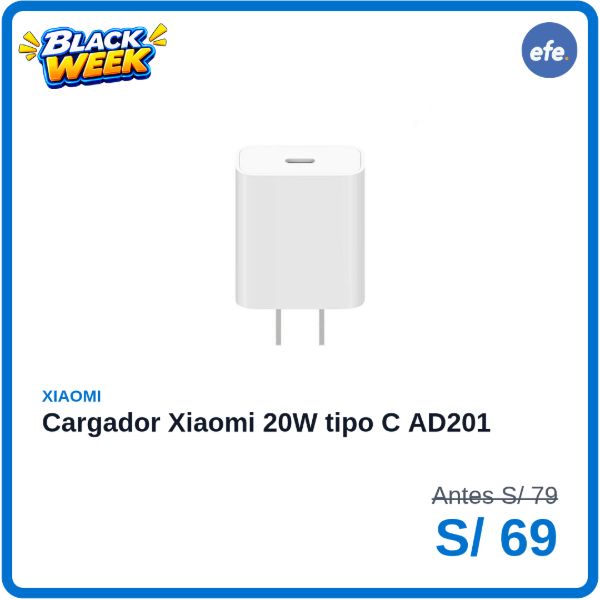 BLACK
WEEK
efe.
XIAOMI
Cargador Xiaomi 20W tipo C AD201
Antes S/ 79
S/ 69